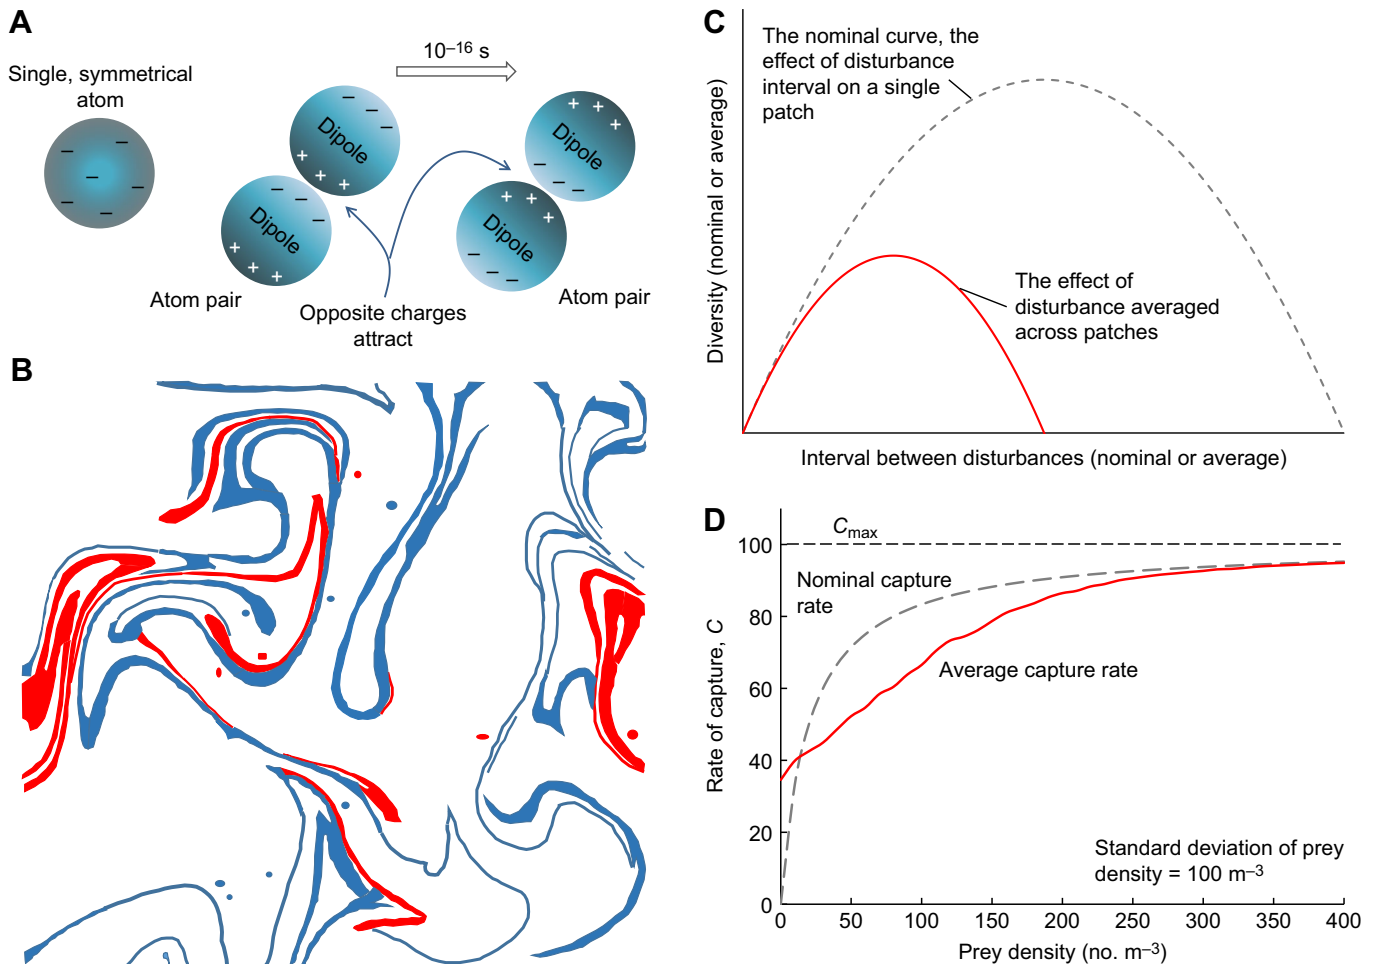 A
Single, symmetrical
atom
10–16 s
Dipole
Dipole
Dipole
Dipole
Atom pair
Opposite charges
attract
Atom pair
B
C
The nominal curve, the
effect of disturbance
interval on a single
patch
The effect of
disturbance averaged
across patches
Diversity (nominal or average)
Interval between disturbances (nominal or average)
D
Cmax
Nominal capture
rate
Average capture rate
Standard deviation of prey
density = 100 m–3
Rate of capture, C
100
80
60
40
20
0
0 50 100 150 200 250 300 350 400
Prey density (no. m–3)